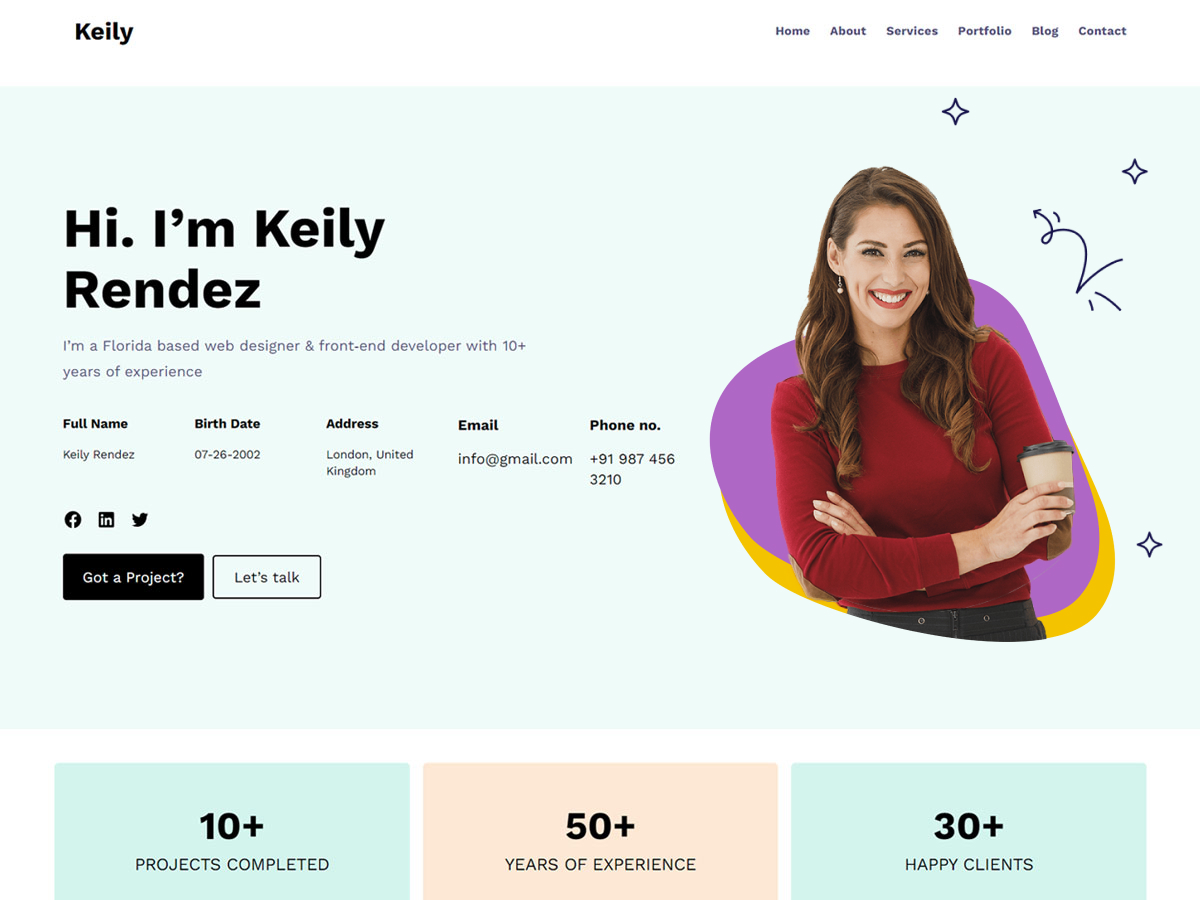 Keily
Home About Services Portfolio Blog Contact
Hi. I’m Keily
Rendez
I’m a Florida based web designer & front-end developer with 10+
years of experience
Full Name Birth Date Address Email Phone no.
Keily Rendez 07-26-2002 London, United info@gmail.com +91 987 456
Kingdom 3210
Got a Project? Let’s talk
10+ 50+ 30+
PROJECTS COMPLETED YEARS OF EXPERIENCE HAPPY CLIENTS